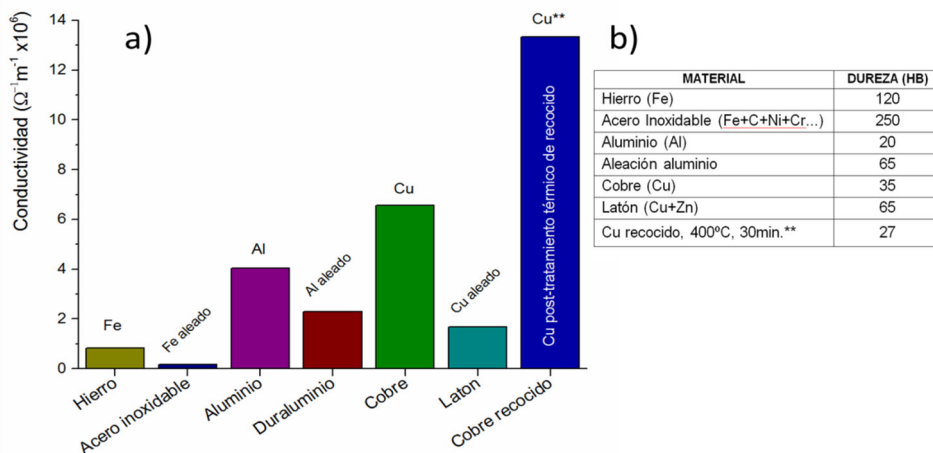 a)
Conductividad (Ω⁻¹m⁻¹ x10⁶)
14
12
10
8
6
4
2
0
Fe
Fe aleado
Al
Al aleado
Cu
Cu aleado
Cu**
Cu post-tratamiento térmico de recocido
Hierro
Acero inoxidable
Aluminio
Duraluminio
Cobre
Laton
Cobre recocido
b)
MATERIAL DUREZA (HB)
Hierro (Fe) 120
Acero Inoxidable (Fe+C+Ni+Cr...) 250
Aluminio (Al) 20
Aleación aluminio 65
Cobre (Cu) 35
Latón (Cu+Zn) 65
Cu recocido, 400ºC, 30min.** 27